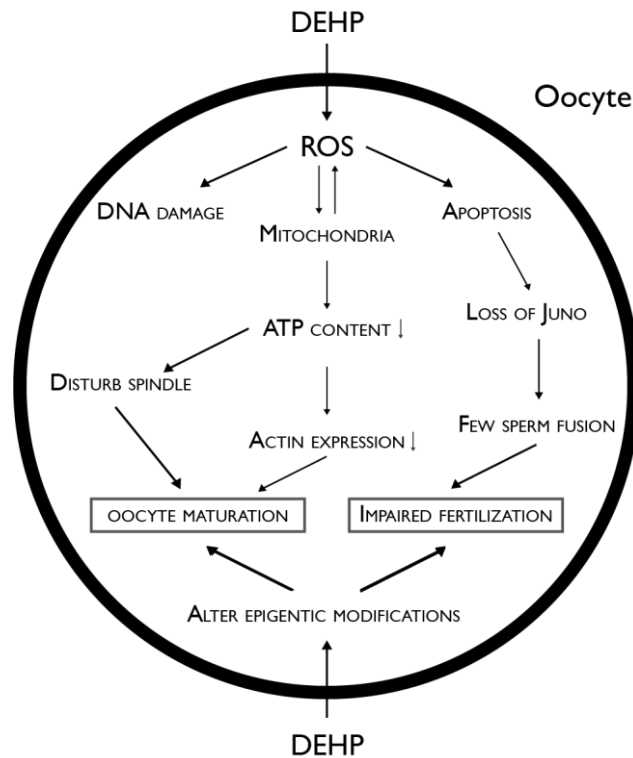 DEHP
Oocyte
ROS
DNA DAMAGE
MITOCHONDRIA
APOPTOSIS
ATP CONTENT ↓
LOSS OF JUNO
DISTURB SPINDLE
ACTIN EXPRESSION ↓
FEW SPERM FUSION
OOCYTE MATURATION
IMPAIRED FERTILIZATION
ALTER EPIGENTIC MODIFICATIONS
DEHP